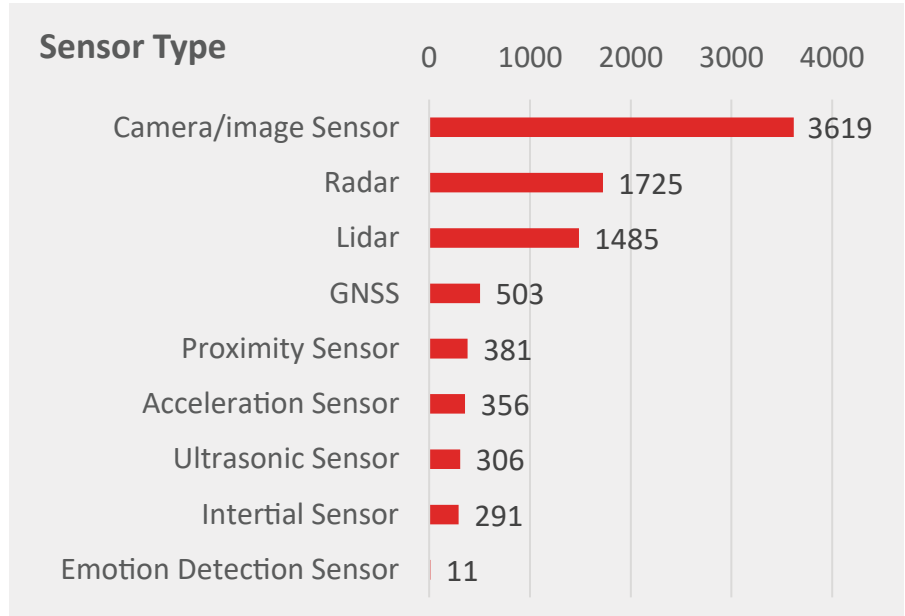 Sensor Type
0 1000 2000 3000 4000
Camera/image Sensor 3619
Radar 1725
Lidar 1485
GNSS 503
Proximity Sensor 381
Acceleration Sensor 356
Ultrasonic Sensor 306
Intertial Sensor 291
Emotion Detection Sensor 11